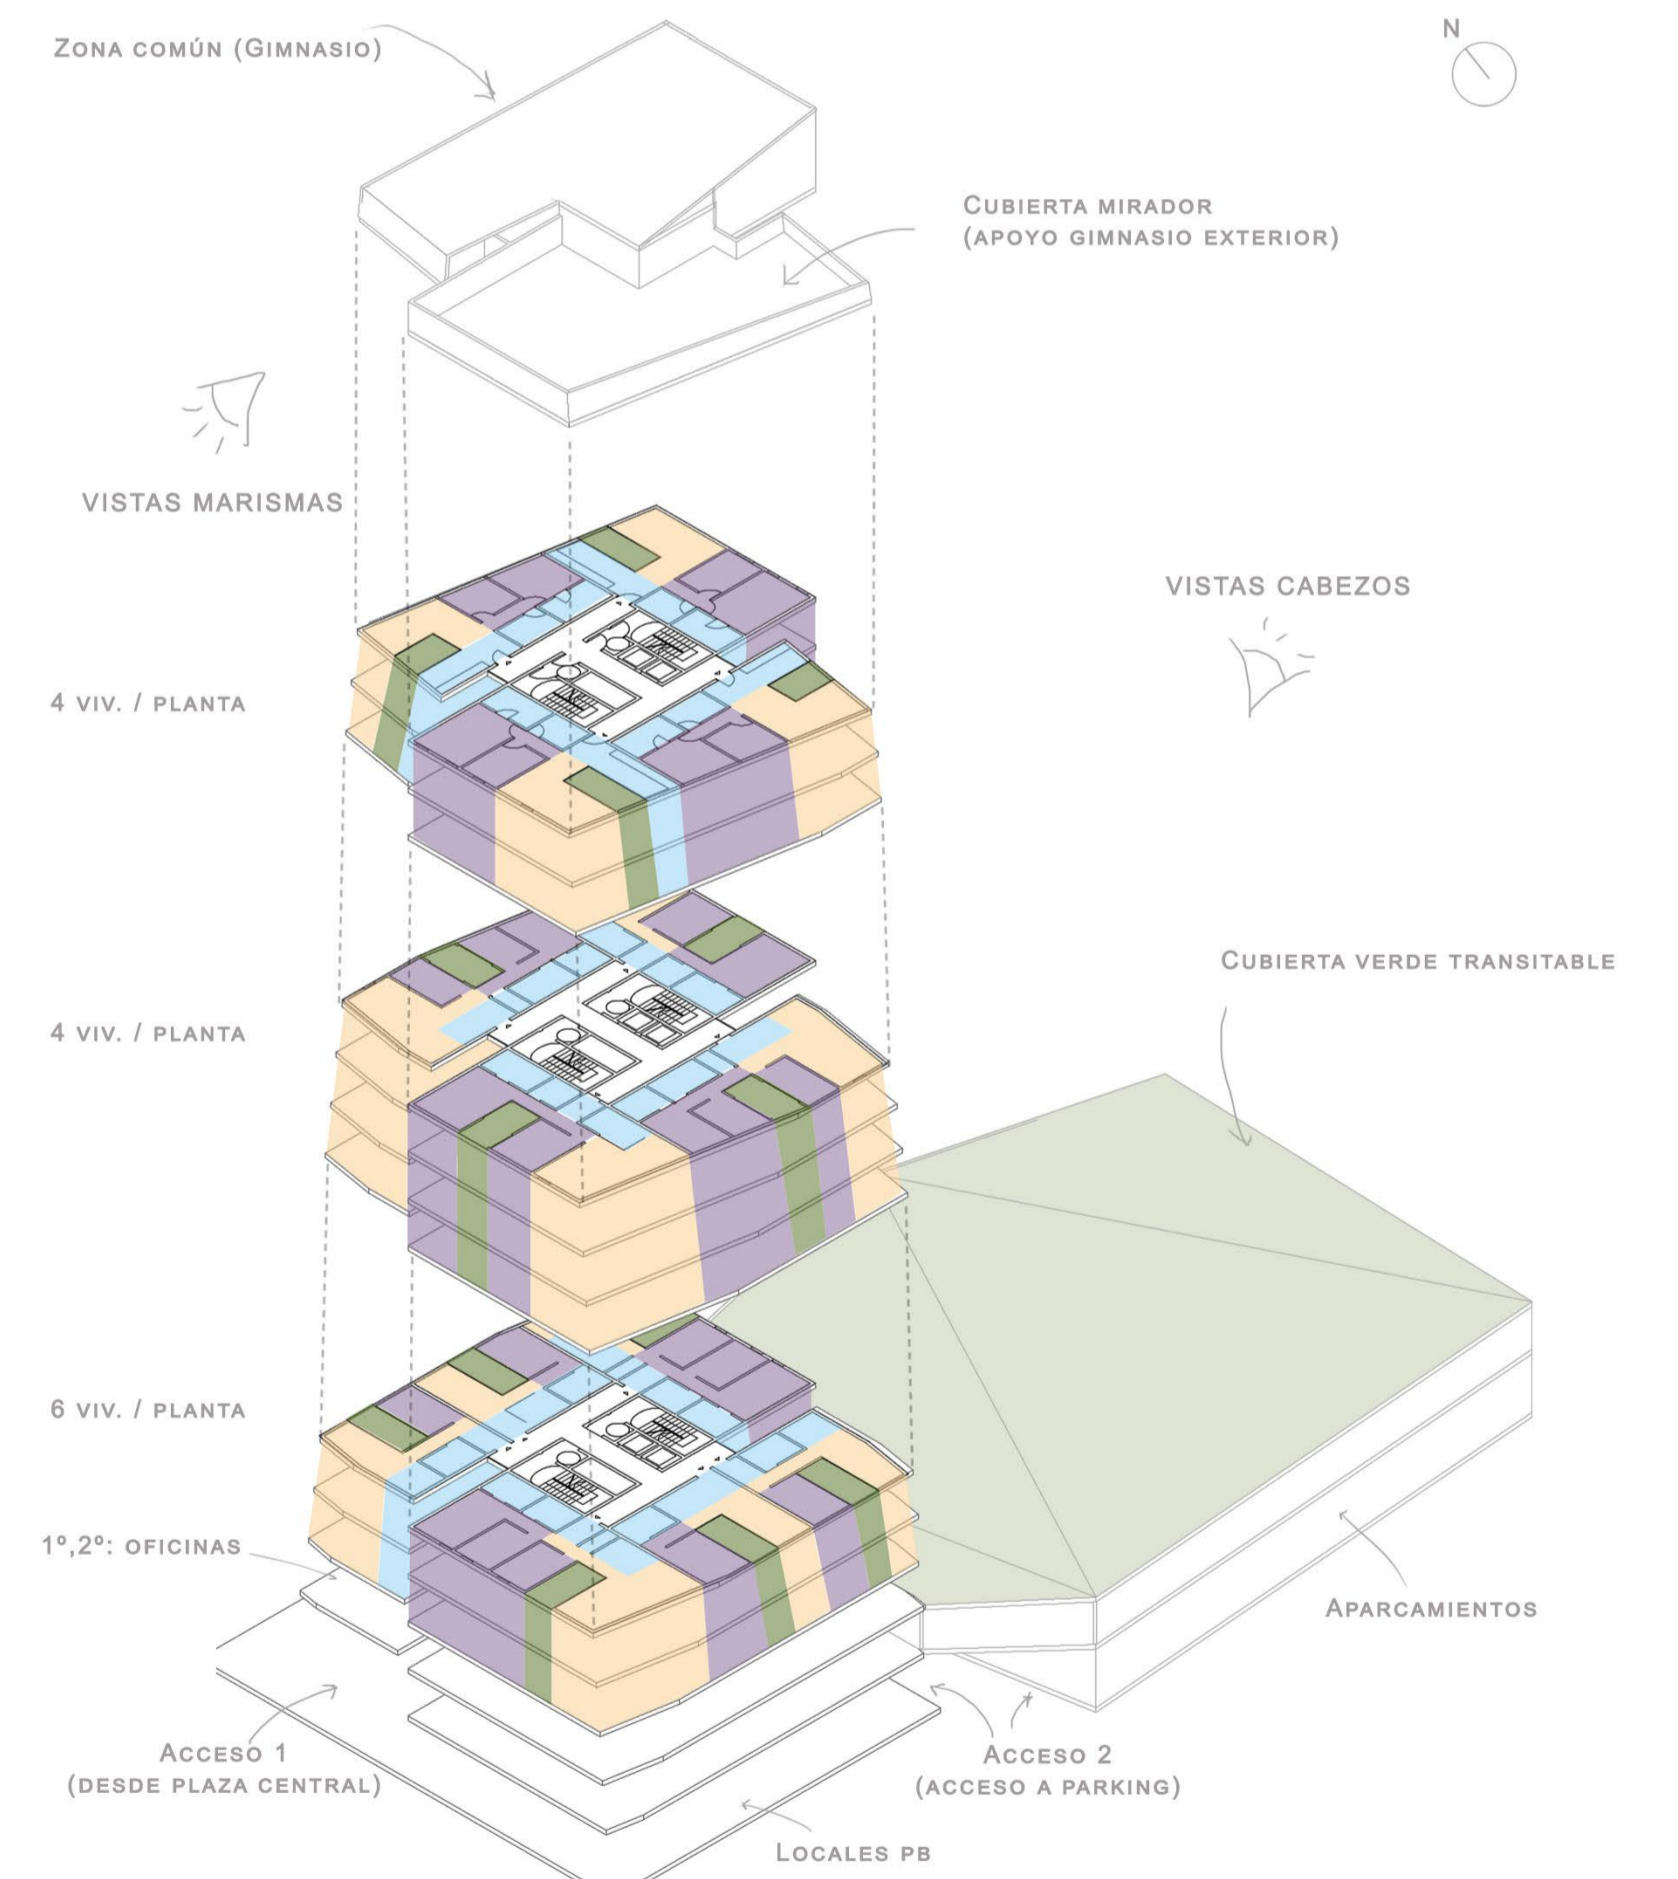 Zona común (Gimnasio)
N
Cubierta mirador
(apoyo gimnasio exterior)
VISTAS MARISMAS
VISTAS CABEZOS
4 viv. / planta
Cubierta verde transitable
4 viv. / planta
6 viv. / planta
1º,2º: oficinas
Aparcamientos
Acceso 1
(desde plaza central)
Acceso 2
(acceso a parking)
Locales pb